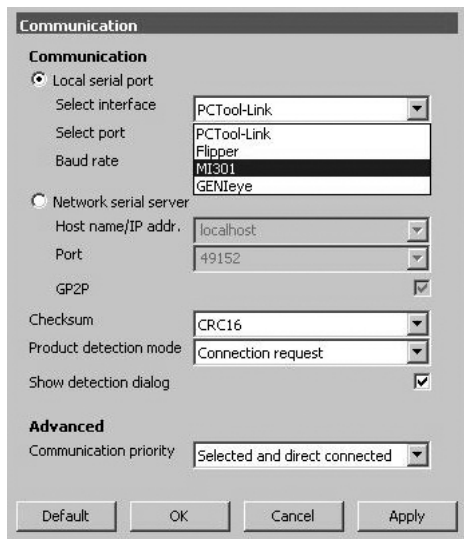 Communication
Communication
Local serial port
Select interface PCTool-Link
Select port PCTool-Link
Flipper
Baud rate MI301
GENIeye
Network serial server
Host name/IP addr. localhost
Port 49152
GP2P
Checksum CRC16
Product detection mode Connection request
Show detection dialog
Advanced
Communication priority Selected and direct connected
Default OK Cancel Apply